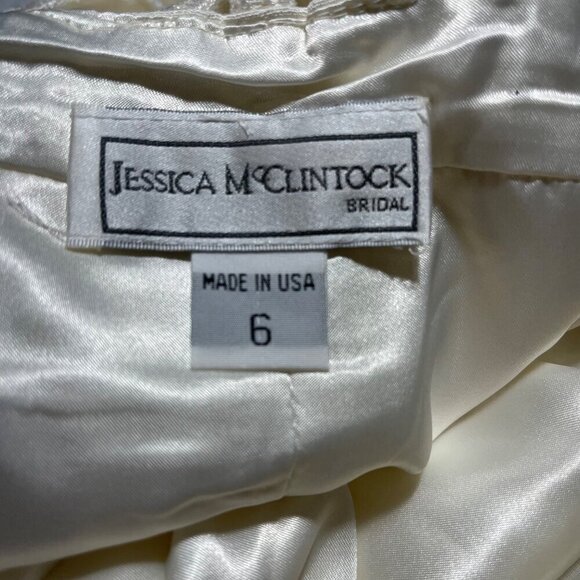 JESSICA McCLINTOCK
BRIDAL
MADE IN USA
6